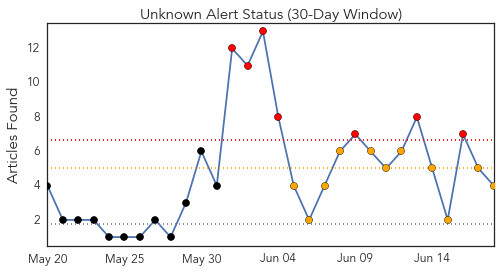 Unknown Alert Status (30-Day Window)
Articles Found
12
10
8
6
4
2
May 20 May 25 May 30 Jun 04 Jun 09 Jun 14